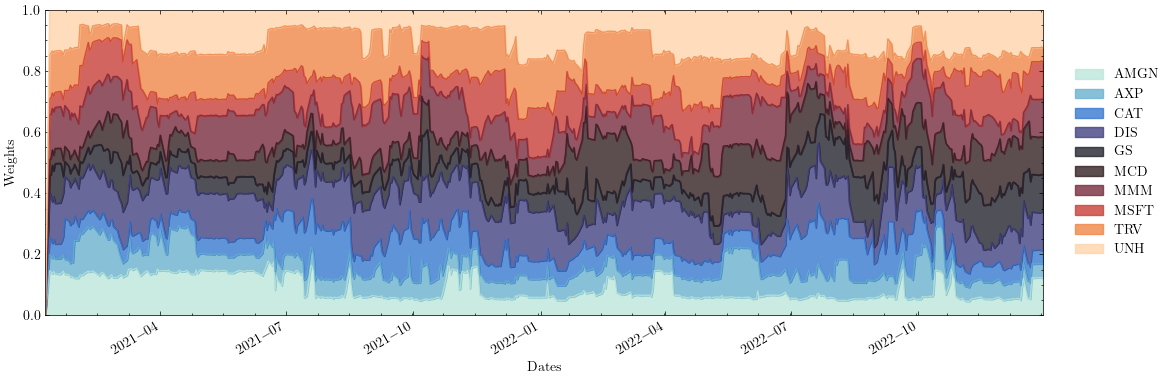 1.0
0.8
0.6
0.4
0.2
0.0
Weights
2021−04
2021−07
2021−10
2022−01
2022−04
2022−07
2022−10
Dates
AMGN
AXP
CAT
DIS
GS
MCD
MMM
MSFT
TRV
UNH